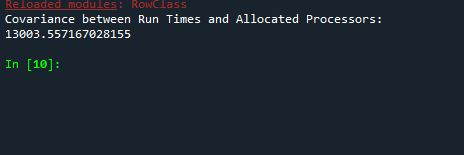 Reloaded modules: RowClass
Covariance between Run Times and Allocated Processors:
13003.557167028155
In [10]: